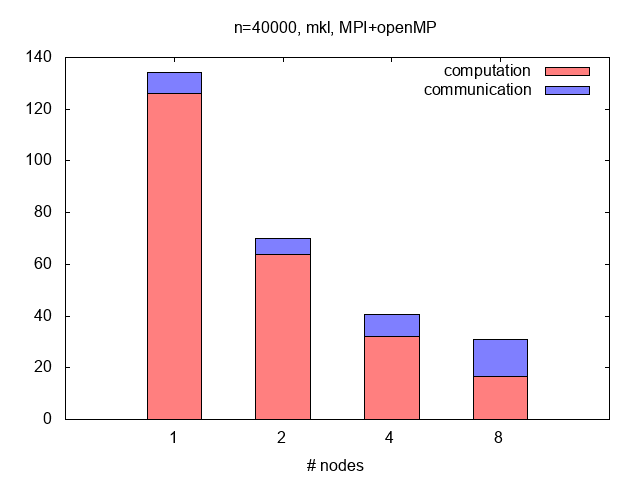 n=40000, mkl, MPI+openMP
140
120
100
80
60
40
20
0
computation
communication
1 2 4 8
# nodes